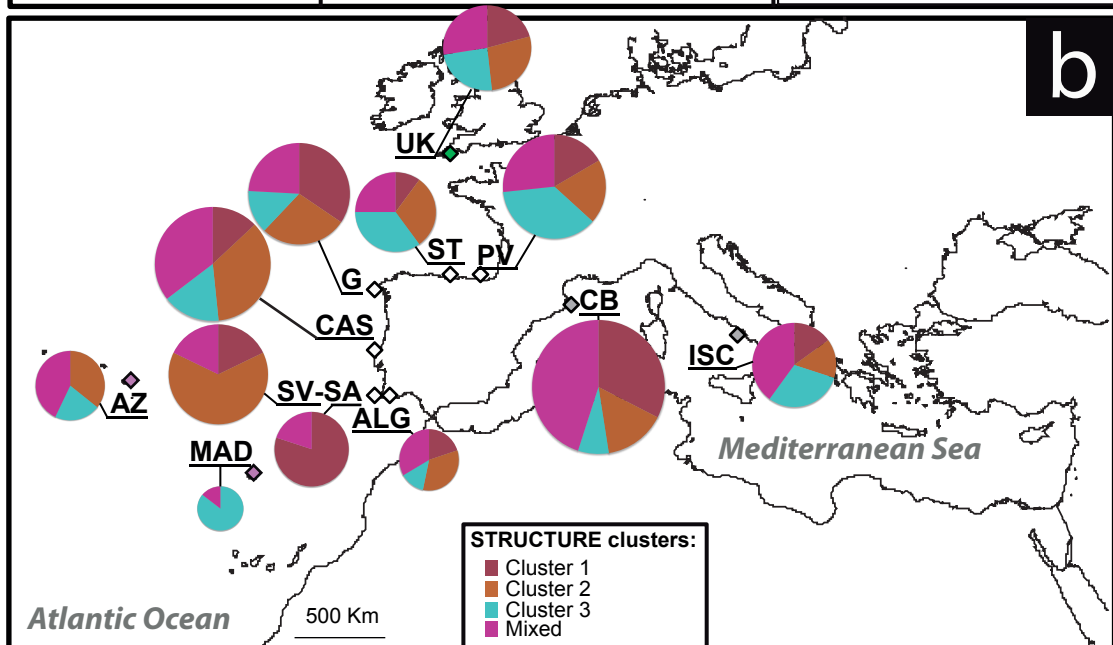 b
UK
ST
PV
G
CAS
CB
ISC
AZ
SV-SA
ALG
MAD
Mediterranean Sea
STRUCTURE clusters:
Cluster 1
Cluster 2
Cluster 3
Mixed
500 Km
Atlantic Ocean